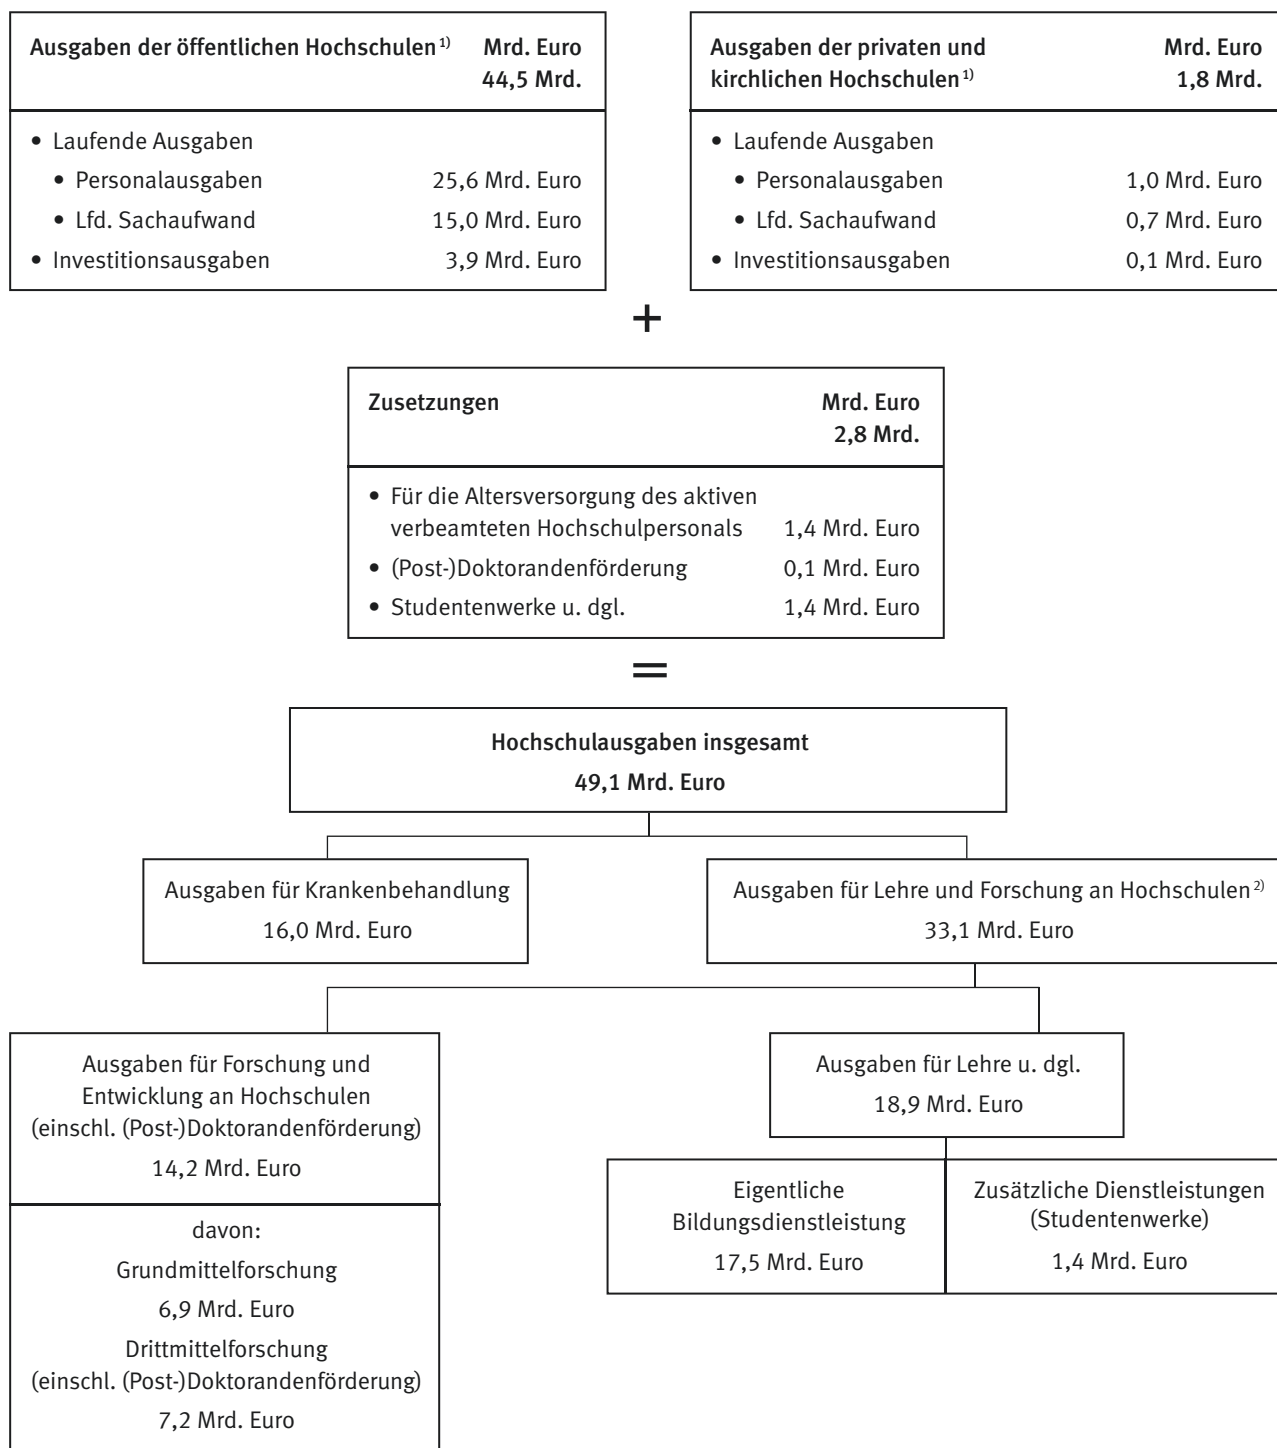 Ausgaben der öffentlichen Hochschulen 1) Mrd. Euro
44,5 Mrd.
• Laufende Ausgaben
• Personalausgaben 25,6 Mrd. Euro
• Lfd. Sachaufwand 15,0 Mrd. Euro
• Investitionsausgaben 3,9 Mrd. Euro
Ausgaben der privaten und Mrd. Euro
kirchlichen Hochschulen 1) 1,8 Mrd.
• Laufende Ausgaben
• Personalausgaben 1,0 Mrd. Euro
• Lfd. Sachaufwand 0,7 Mrd. Euro
• Investitionsausgaben 0,1 Mrd. Euro
+
Zusetzungen Mrd. Euro
2,8 Mrd.
• Für die Altersversorgung des aktiven
verbeamteten Hochschulpersonals 1,4 Mrd. Euro
• (Post-)Doktorandenförderung 0,1 Mrd. Euro
• Studentenwerke u. dgl. 1,4 Mrd. Euro
=
Hochschulausgaben insgesamt
49,1 Mrd. Euro
Ausgaben für Krankenbehandlung
16,0 Mrd. Euro
Ausgaben für Lehre und Forschung an Hochschulen 2)
33,1 Mrd. Euro
Ausgaben für Forschung und
Entwicklung an Hochschulen
(einschl. (Post-)Doktorandenförderung)
14,2 Mrd. Euro
davon:
Grundmittelforschung
6,9 Mrd. Euro
Drittmittelforschung
(einschl. (Post-)Doktorandenförderung)
7,2 Mrd. Euro
Ausgaben für Lehre u. dgl.
18,9 Mrd. Euro
Eigentliche
Bildungsdienstleistung
17,5 Mrd. Euro
Zusätzliche Dienstleistungen
(Studentenwerke)
1,4 Mrd. Euro